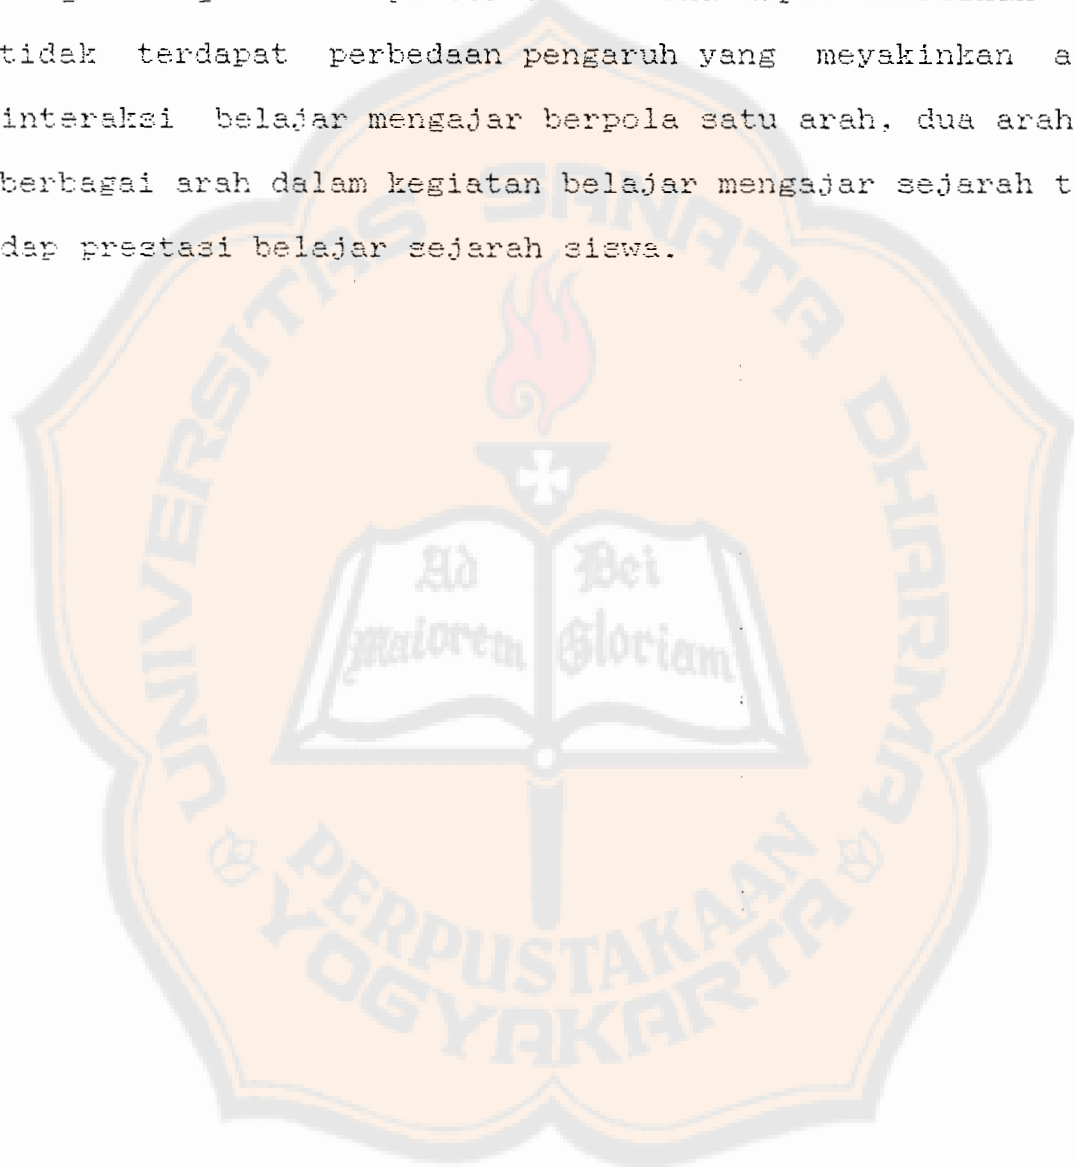 tidak terdapat perbedaan pengaruh yang meyakinkan a
interaksi belajar mengajar berpola satu arah, dua arah
berbagai arah dalam kegiatan belajar mengajar sejarah t
dap prestasi belajar sejarah siswa.
UNIVERSITAS SANATA DHARMA
Ad Dei
Maiorem Gloriam
PERPUSTAKAAN
YOGYAKARTA